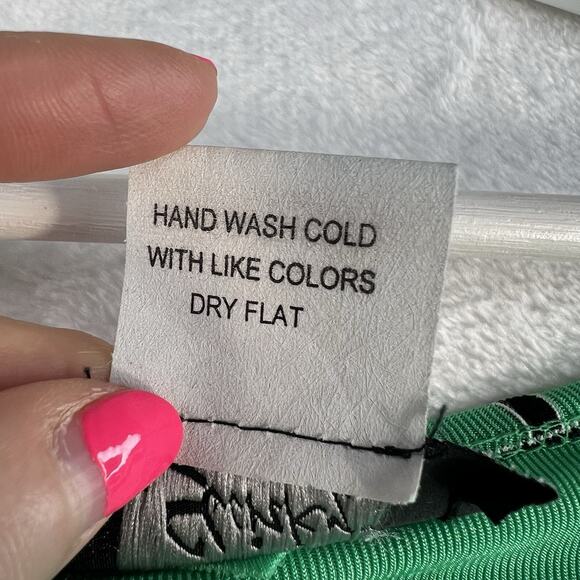 HAND WASH COLD
WITH LIKE COLORS
DRY FLAT